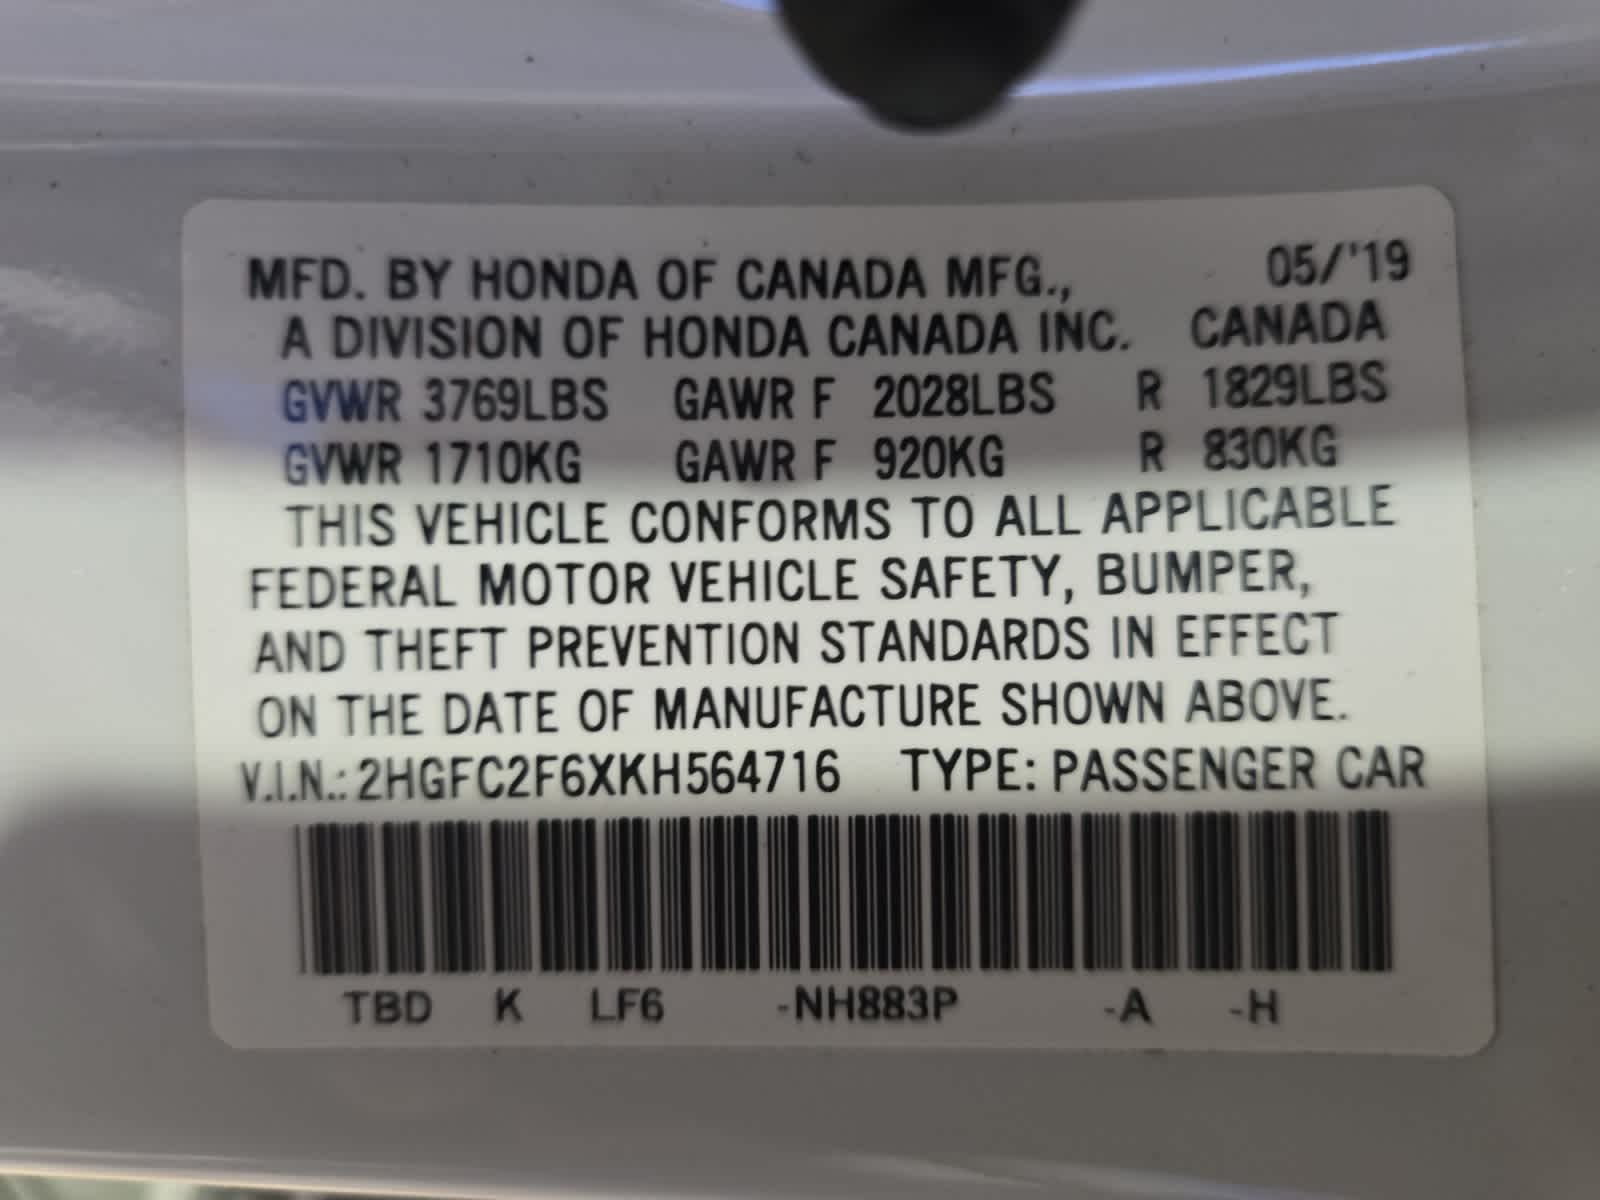 MFD. BY HONDA OF CANADA MFG., 05/'19
A DIVISION OF HONDA CANADA INC. CANADA
GVWR 3769LBS GAWR F 2028LBS R 1829LBS
GVWR 1710KG GAWR F 920KG R 830KG
THIS VEHICLE CONFORMS TO ALL APPLICABLE
FEDERAL MOTOR VEHICLE SAFETY, BUMPER,
AND THEFT PREVENTION STANDARDS IN EFFECT
ON THE DATE OF MANUFACTURE SHOWN ABOVE.
V.I.N.: 2HGFC2F6XKH564716 TYPE: PASSENGER CAR
TBD K LF6 -NH883P -A -H